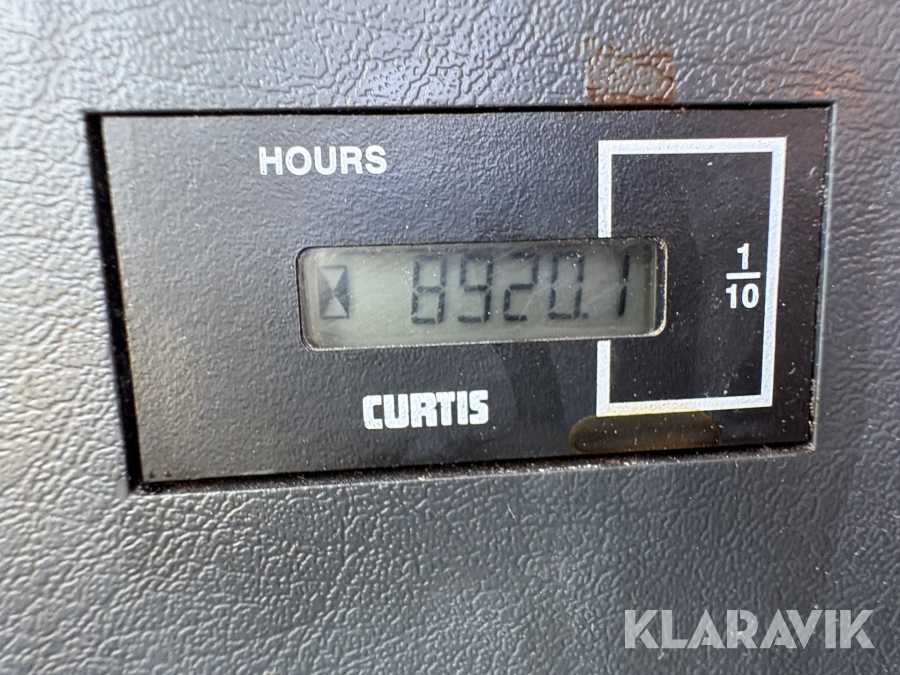 HOURS
8920.1
1
10
CURTIS
KLARAVIK